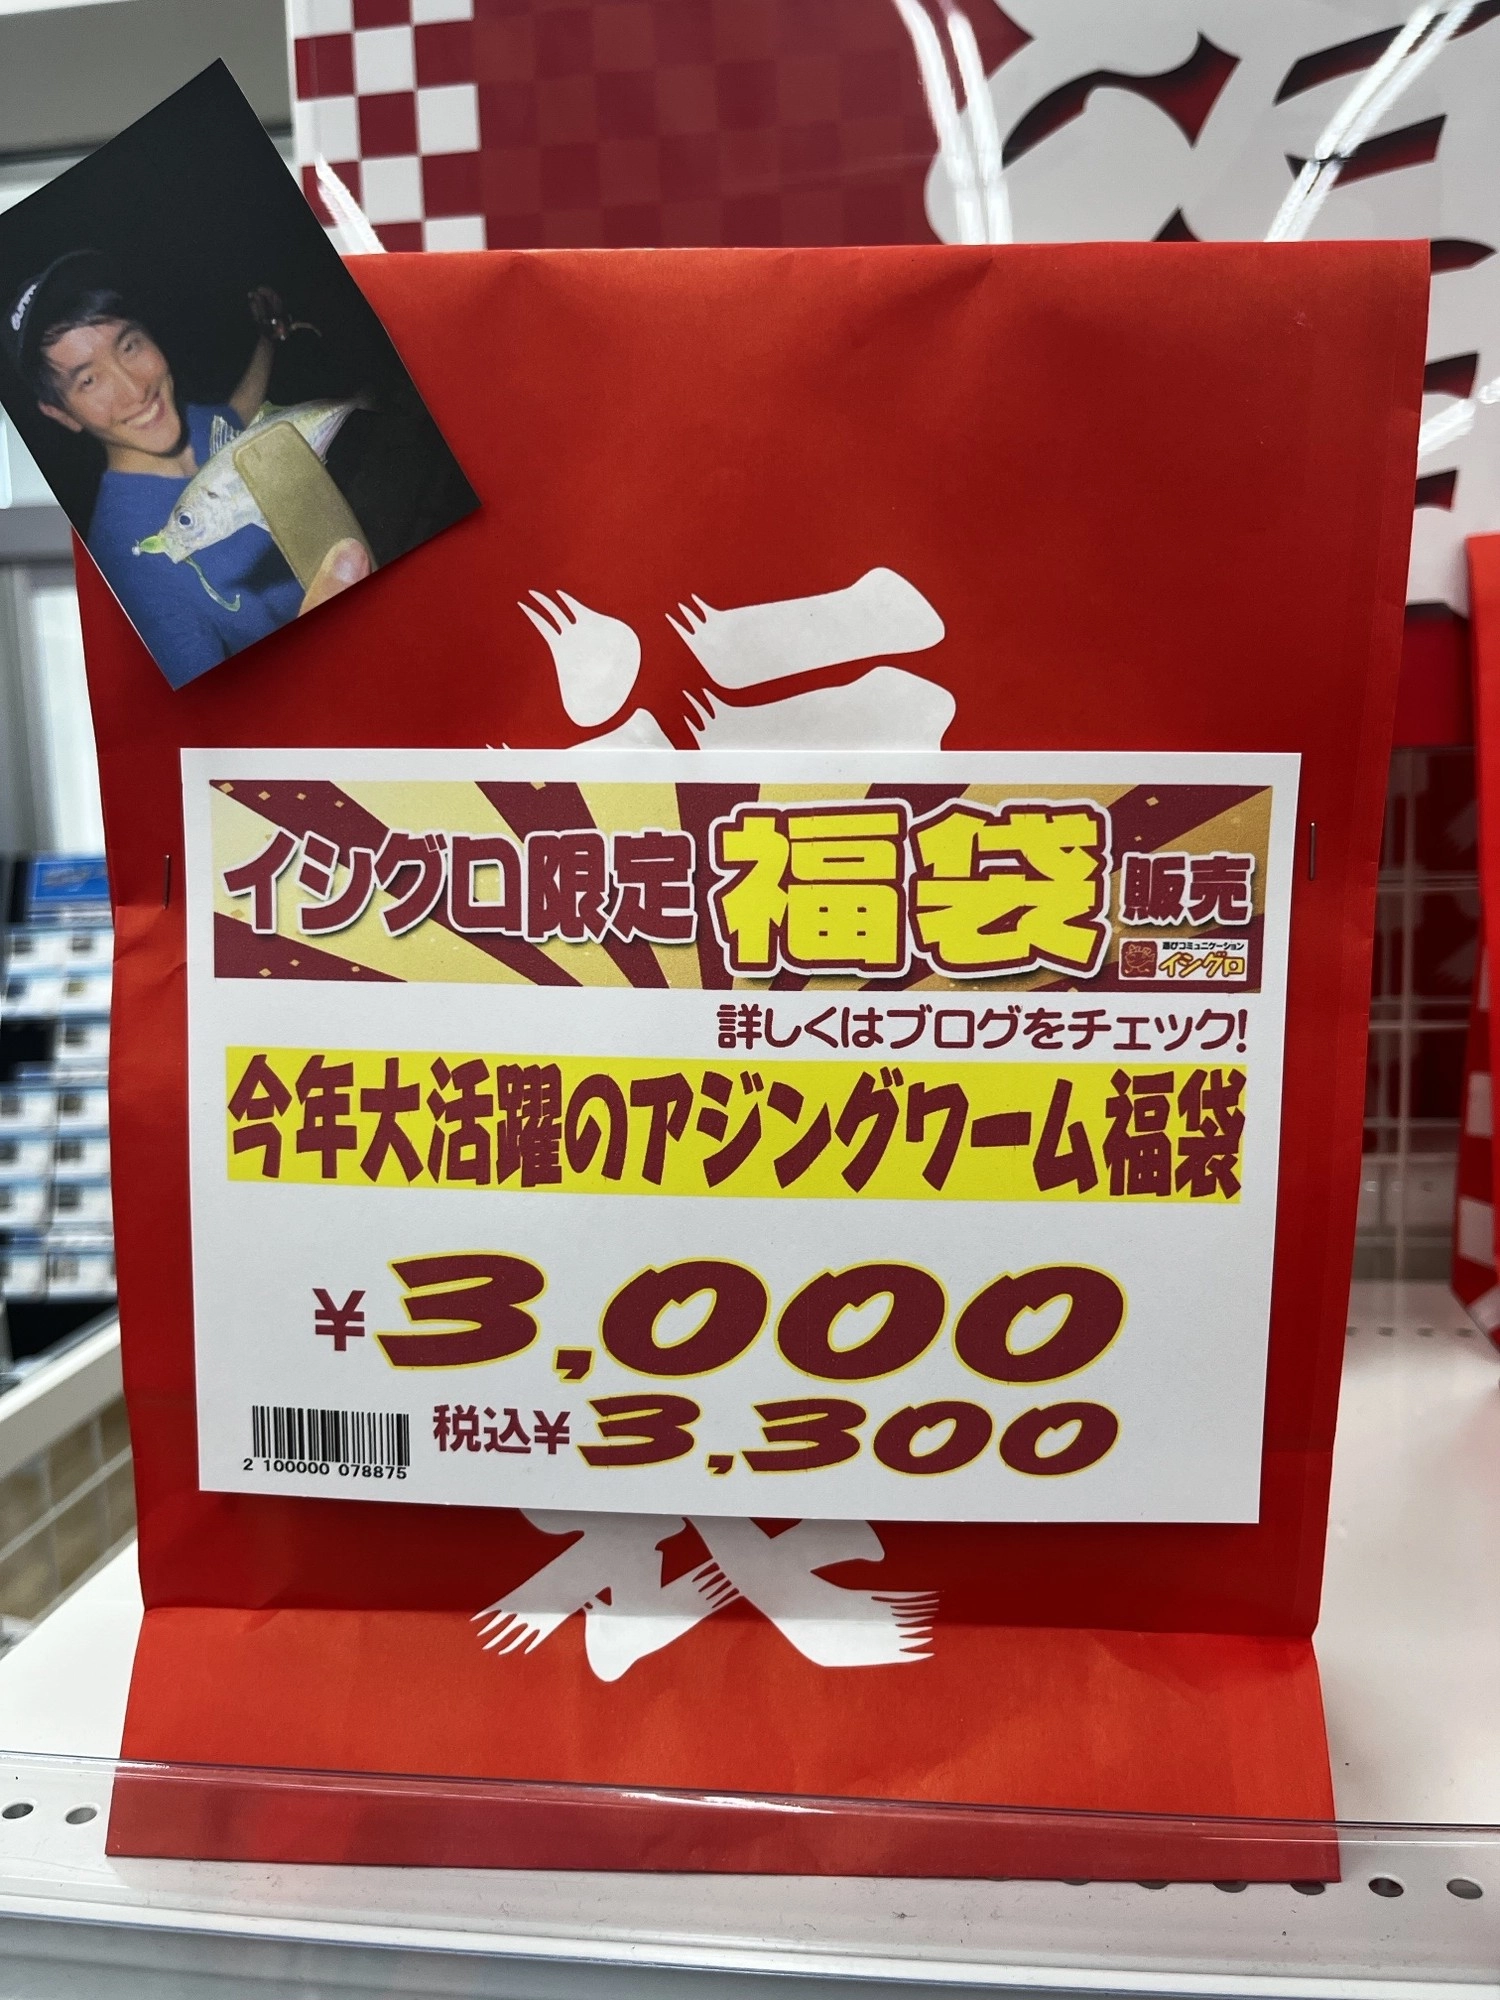 イシグロ限定 福袋 販売
遊びコミュニケーション
イシグロ
詳しくはブログをチェック!
今年大活躍のアジングワーム福袋
¥3,000
税込¥3,300
2 100000 078875